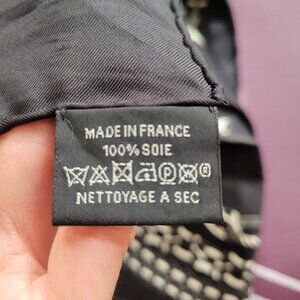 MADE IN FRANCE
100% SOIE
P ®
NETTOYAGE A SEC